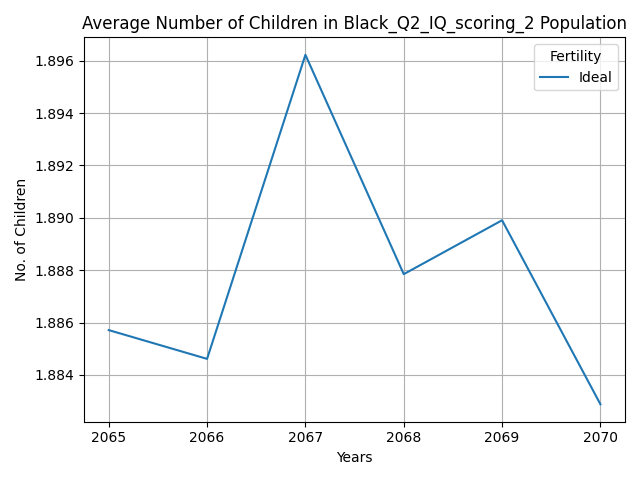 Average Number of Children in Black_Q2_IQ_scoring_2 Population
Fertility
Ideal
1.896
1.894
1.892
1.890
1.888
1.886
1.884
No. of Children
2065 2066 2067 2068 2069 2070
Years